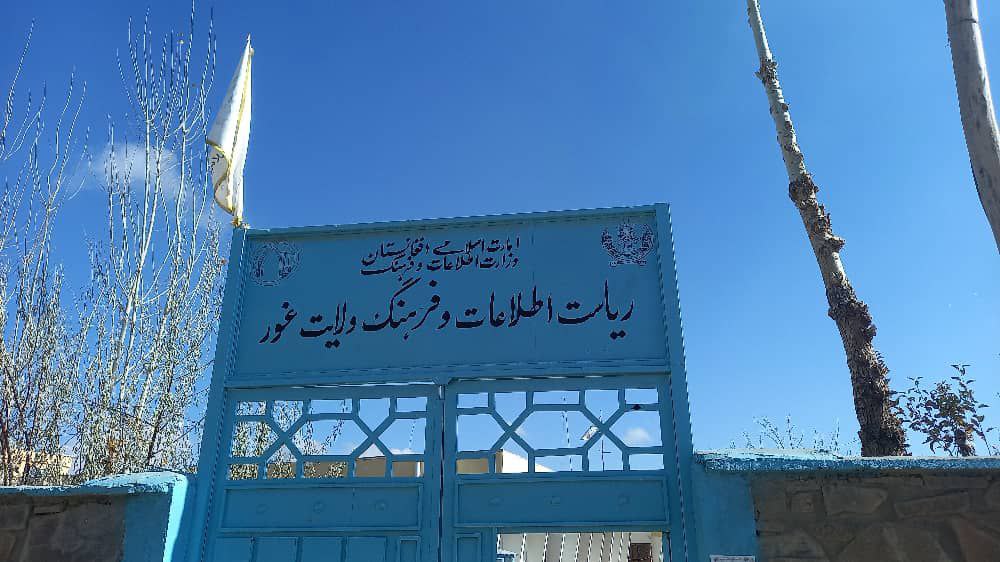 امارت اسلامی افغانستان
وزارت اطلاعات و فرهنگ
ریاست اطلاعات و فرهنگ ولایت غور